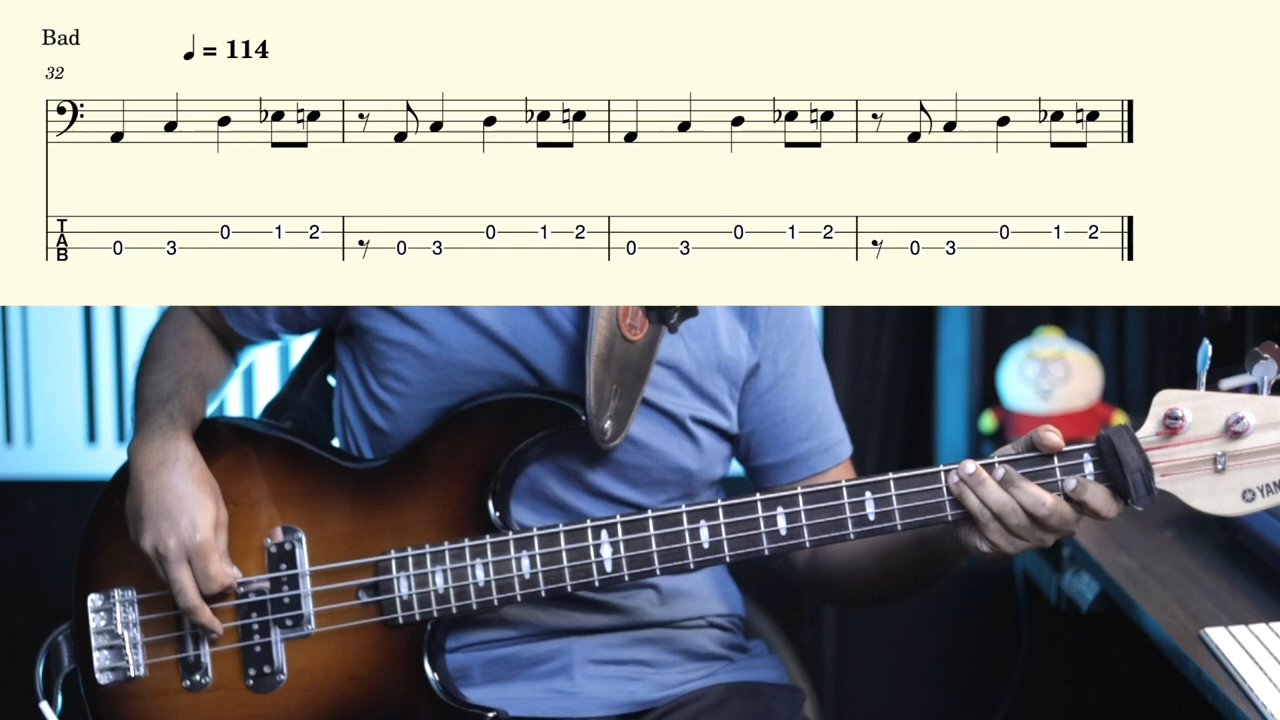 Bad
♩ = 114
32
T
A
B
0 3 0 1 2 0 3 0 1 2 0 3 0 1 2 0 3 0 1 2
YAM